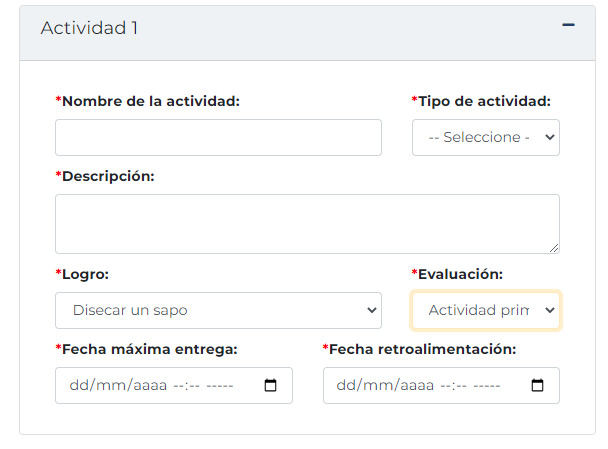 Actividad 1
*Nombre de la actividad: *Tipo de actividad:
-- Seleccione -
*Descripción:
*Logro: *Evaluación:
Disecar un sapo Actividad prin
*Fecha máxima entrega: *Fecha retroalimentación:
dd/mm/aaaa --:-- ----- dd/mm/aaaa --:-- -----